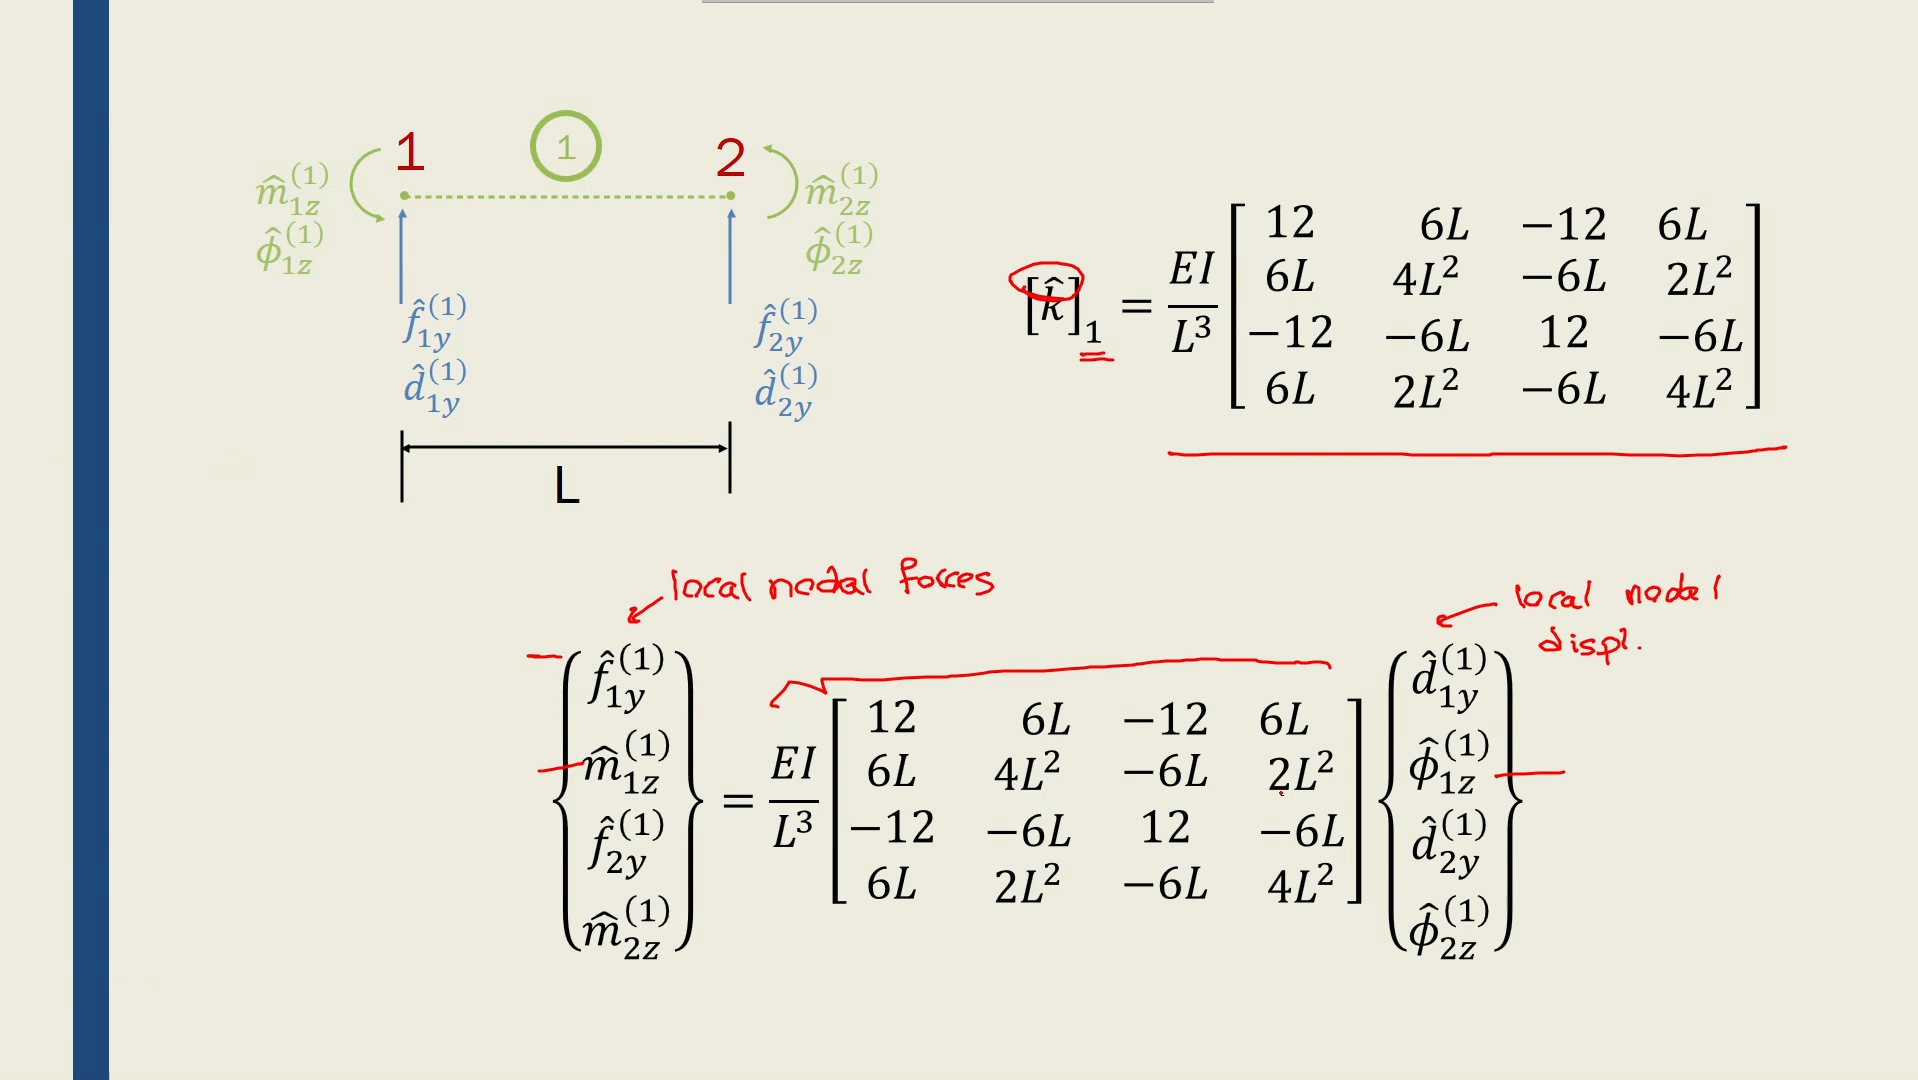 1 ① 2
m̂₁z⁽¹⁾ m̂₂z⁽¹⁾
ϕ̂₁z⁽¹⁾ ϕ̂₂z⁽¹⁾
f̂₁y⁽¹⁾ f̂₂y⁽¹⁾
d̂₁y⁽¹⁾ d̂₂y⁽¹⁾
L
[k̂]₁ = EI/L³
12 6L −12 6L
6L 4L² −6L 2L²
−12 −6L 12 −6L
6L 2L² −6L 4L²
local nodal forces
local nodal
displ.
f̂₁y⁽¹⁾
m̂₁z⁽¹⁾
f̂₂y⁽¹⁾
m̂₂z⁽¹⁾
= EI/L³
12 6L −12 6L
6L 4L² −6L 2L²
−12 −6L 12 −6L
6L 2L² −6L 4L²
d̂₁y⁽¹⁾
ϕ̂₁z⁽¹⁾
d̂₂y⁽¹⁾
ϕ̂₂z⁽¹⁾